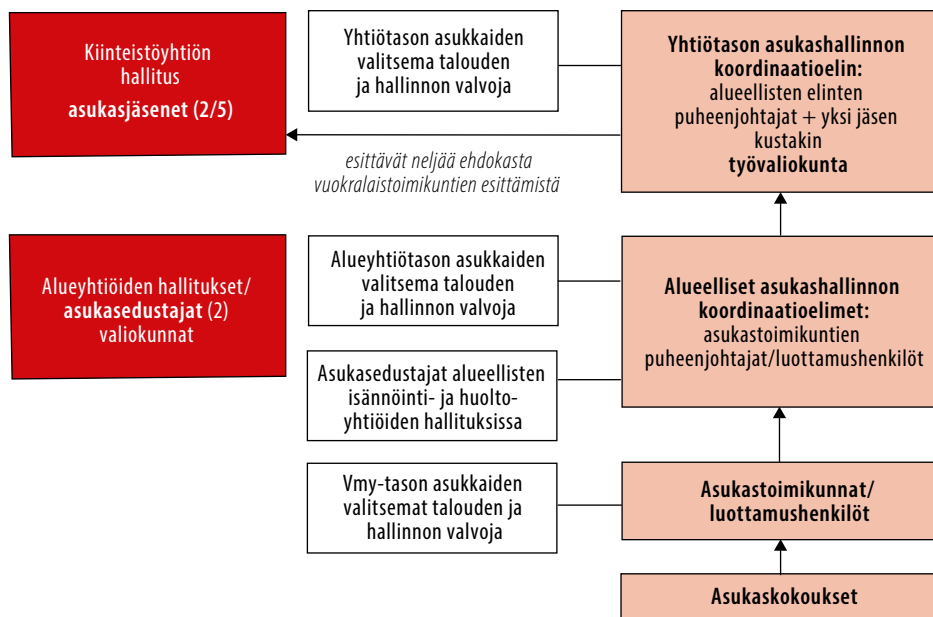 Kiinteistöyhtiön
hallitus
asukasjäsenet (2/5)
Yhtiötason asukkaiden
valitsema talouden
ja hallinnon valvoja
Yhtiötason asukashallinnon
koordinaatioelin:
alueellisten elinten
puheenjohtajat + yksi jäsen
kustakin
työvaliokunta
esittävät neljää ehdokasta
vuokralaistoimikuntien esittämistä
Alueyhtiöiden hallitukset/
asukasedustajat (2)
valiokunnat
Alueyhtiötason asukkaiden
valitsema talouden
ja hallinnon valvoja
Alueelliset asukashallinnon
koordinaatioelimet:
asukastoimikuntien
puheenjohtajat/luottamushenkilöt
Asukasedustajat alueellisten
isännöinti- ja huolto-
yhtiöiden hallituksissa
Vmy-tason asukkaiden
valitsemat talouden ja
hallinnon valvoja
Asukastoimikunnat/
luottamushenkilöt
Asukaskokoukset